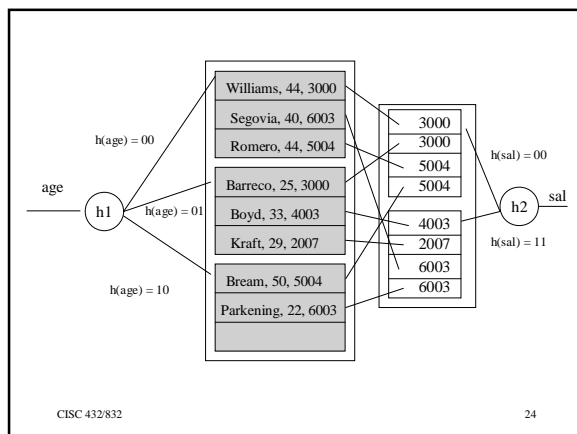 age
h1
h(age) = 00
h(age) = 01
h(age) = 10
Williams, 44, 3000
Segovia, 40, 6003
Romero, 44, 5004
Barreco, 25, 3000
Boyd, 33, 4003
Kraft, 29, 2007
Bream, 50, 5004
Parkening, 22, 6003
3000
3000
5004
5004
4003
2007
6003
6003
h(sal) = 00
h2
sal
h(sal) = 11
CISC 432/832
24